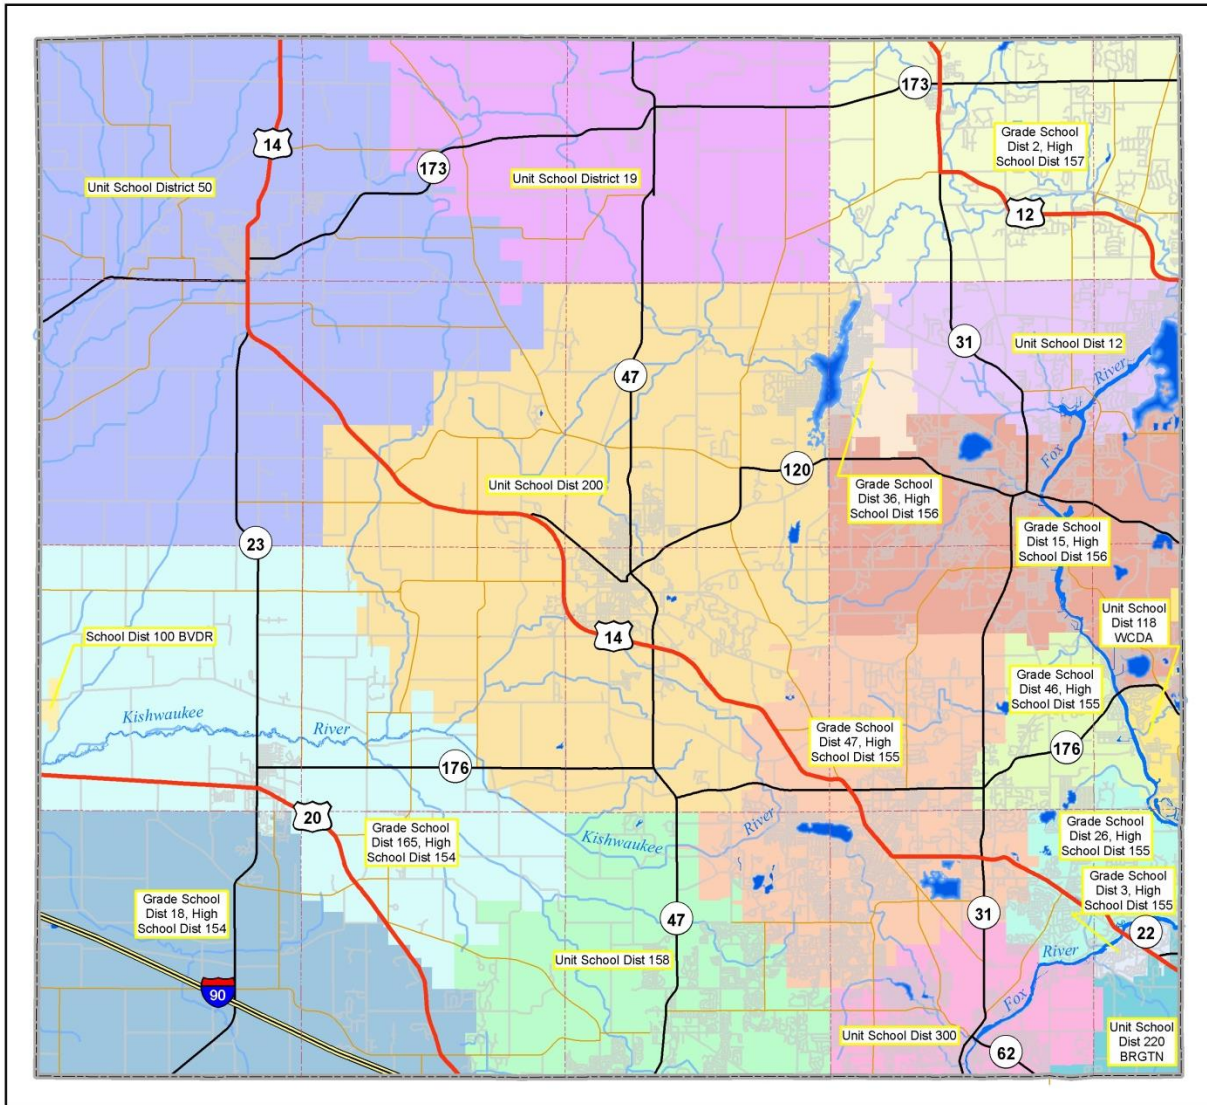 173
Grade School
Dist 2, High
School Dist 157
14
173
Unit School District 50
Unit School District 19
12
31
Unit School Dist 12
River
47
Fox
120
Unit School Dist 200
Grade School
Dist 36, High
School Dist 156
Grade School
Dist 15, High
School Dist 156
23
Unit School
Dist 118
WCDA
School Dist 100 BVDR
14
Grade School
Dist 46, High
School Dist 155
Kishwaukee
River
Grade School
Dist 47, High
School Dist 155
176
176
20
Grade School
Dist 165, High
School Dist 154
Kishwaukee
River
Grade School
Dist 26, High
School Dist 155
Grade School
Dist 3, High
School Dist 155
Grade School
Dist 18, High
School Dist 154
47
31
22
River
Unit School Dist 158
90
Fox
Unit School Dist 300
Unit School
Dist 220
BRGTN
62